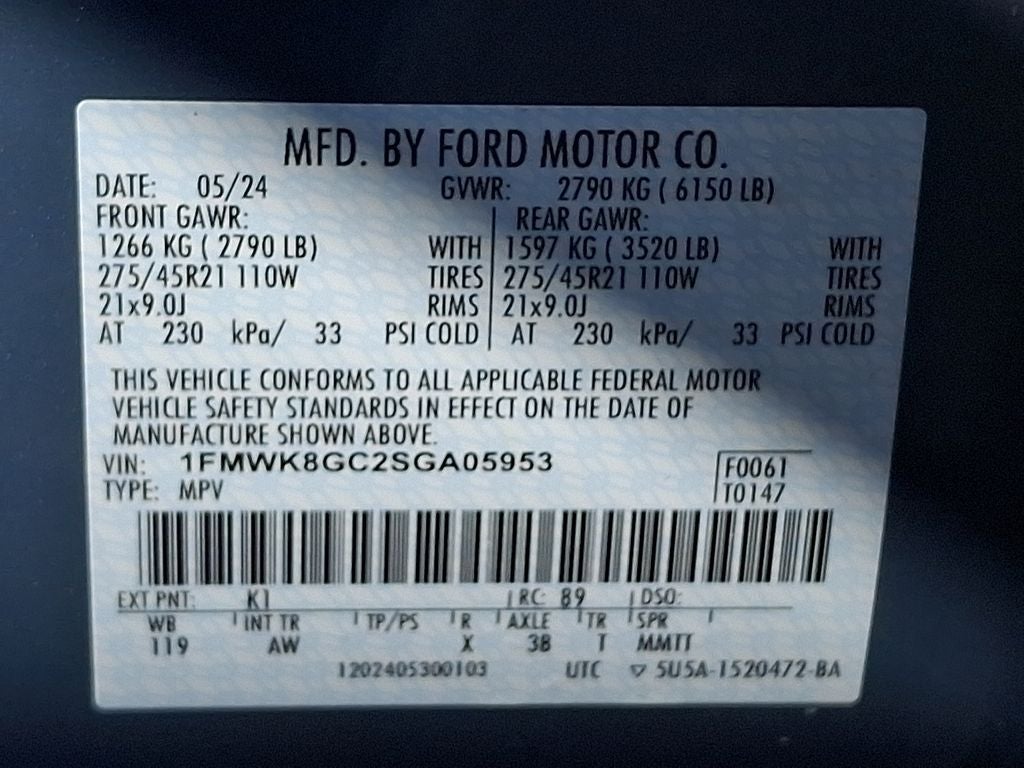 MFD. BY FORD MOTOR CO.
DATE: 05/24 GVWR: 2790 KG ( 6150 LB)
FRONT GAWR: REAR GAWR:
1266 KG ( 2790 LB) WITH 1597 KG ( 3520 LB) WITH
275/45R21 110W TIRES 275/45R21 110W TIRES
21x9.0J RIMS 21x9.0J RIMS
AT 230 kPa/ 33 PSI COLD AT 230 kPa/ 33 PSI COLD
THIS VEHICLE CONFORMS TO ALL APPLICABLE FEDERAL MOTOR
VEHICLE SAFETY STANDARDS IN EFFECT ON THE DATE OF
MANUFACTURE SHOWN ABOVE.
VIN: 1FMWK8GC2SGA05953 F0061
TYPE: MPV T0147
EXT PNT: K1 RC: 89 DSO:
WB INT TR TP/PS R AXLE TR SPR
119 AW X 3B T MMTT
1202405300103 UTC ▽ 5U5A-1520472-BA